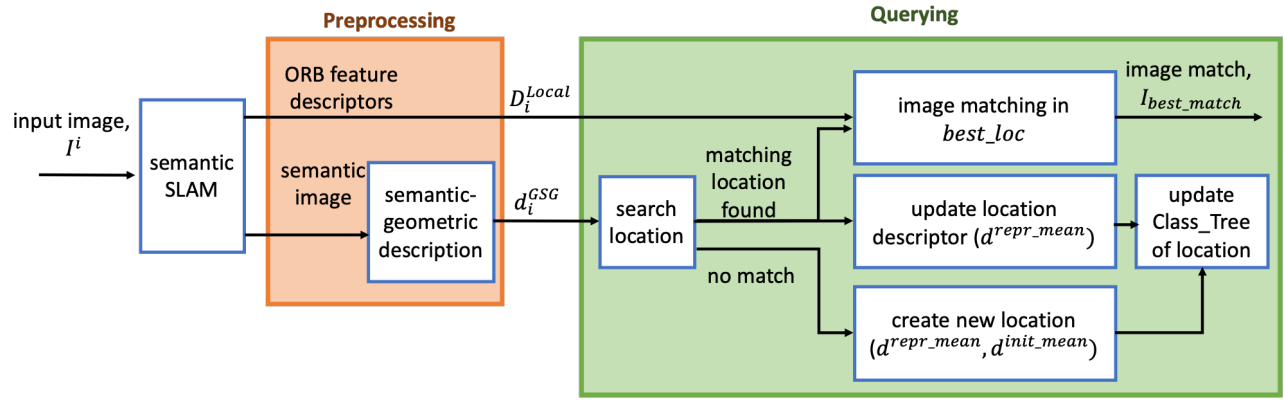 Preprocessing
Querying
input image,
I^i
semantic
SLAM
ORB feature
descriptors
semantic
image
semantic-
geometric
description
D_i^{Local}
d_i^{GSG}
search
location
matching
location
found
no match
image matching in
best_loc
update location
descriptor (d^{repr_mean})
create new location
(d^{repr_mean}, d^{init_mean})
image match,
I_{best_match}
update
Class_Tree
of location